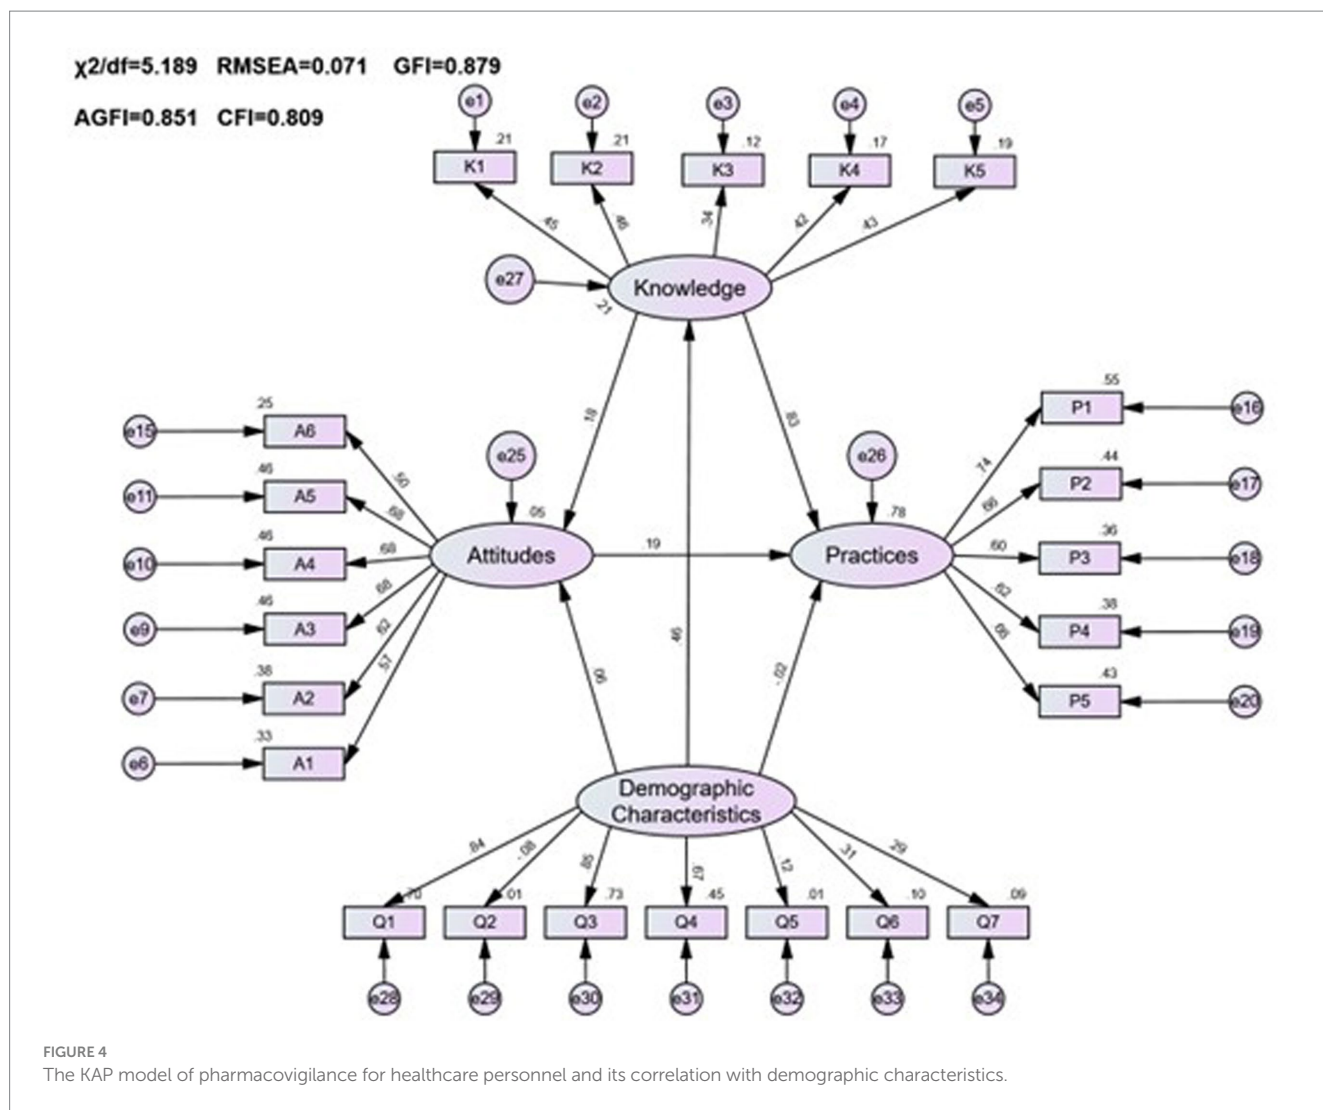 χ2/df=5.189 RMSEA=0.071 GFI=0.879
AGFI=0.851 CFI=0.809
e1 e2 e3 e4 e5
.21 .21 .12 .17 .19
K1 K2 K3 K4 K5
.45 .46 .34 .42 .43
e27 Knowledge
.21
.18 .83
.25 .55
e15 A6 P1 e16
.50 .74
e25 e26
.46 .44
e11 A5 P2 e17
.68 .66
.05 .78
.46 .36
Attitudes .19 Practices
e10 A4 .68 .60 P3 e18
.46 .38
.68 .62
e9 A3 P4 e19
.62 .66
.57
.46
.38 .43
.06 -.02
e7 A2 P5 e20
.33
e6 A1
Demographic
Characteristics
.84 -.08 .85 .67 .12 .31 .29
.70 .01 .73 .45 .01 .10 .09
Q1 Q2 Q3 Q4 Q5 Q6 Q7
e28 e29 e30 e31 e32 e33 e34
FIGURE 4
The KAP model of pharmacovigilance for healthcare personnel and its correlation with demographic characteristics.